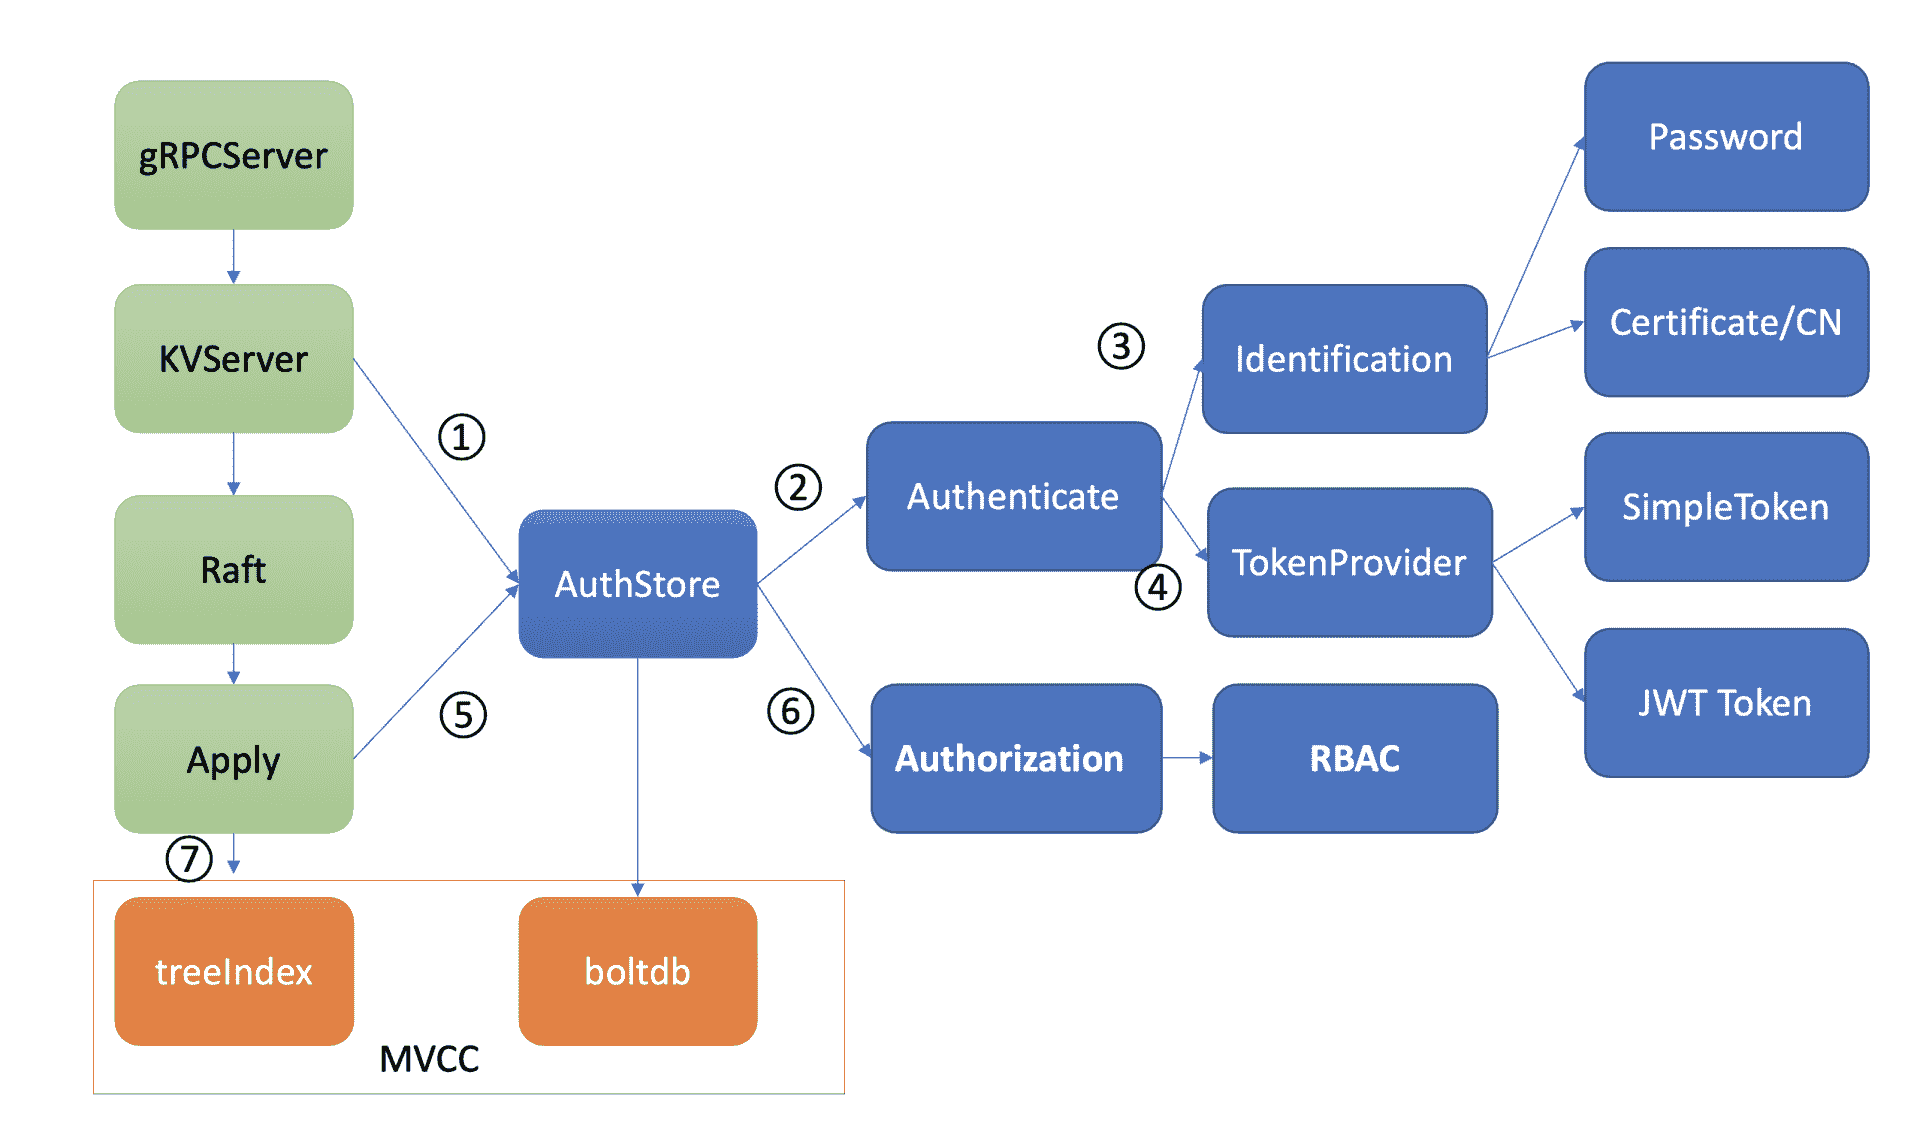 gRPCServer
KVServer
Raft
Apply
①
⑤
⑦
AuthStore
②
⑥
Authenticate
Authorization
③
④
Identification
TokenProvider
RBAC
Password
Certificate/CN
SimpleToken
JWT Token
treeIndex
boltdb
MVCC